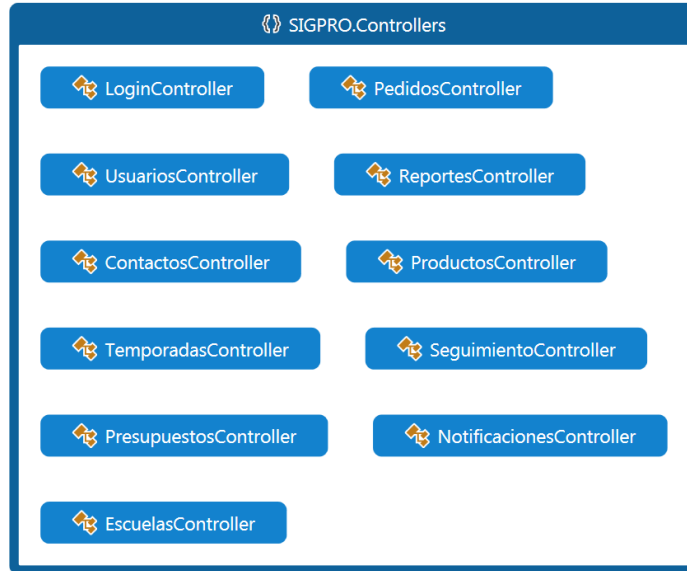 SIGPRO.Controllers
LoginController PedidosController
UsuariosController ReportesController
ContactosController ProductosController
TemporadasController SeguimientoController
PresupuestosController NotificacionesController
EscuelasController